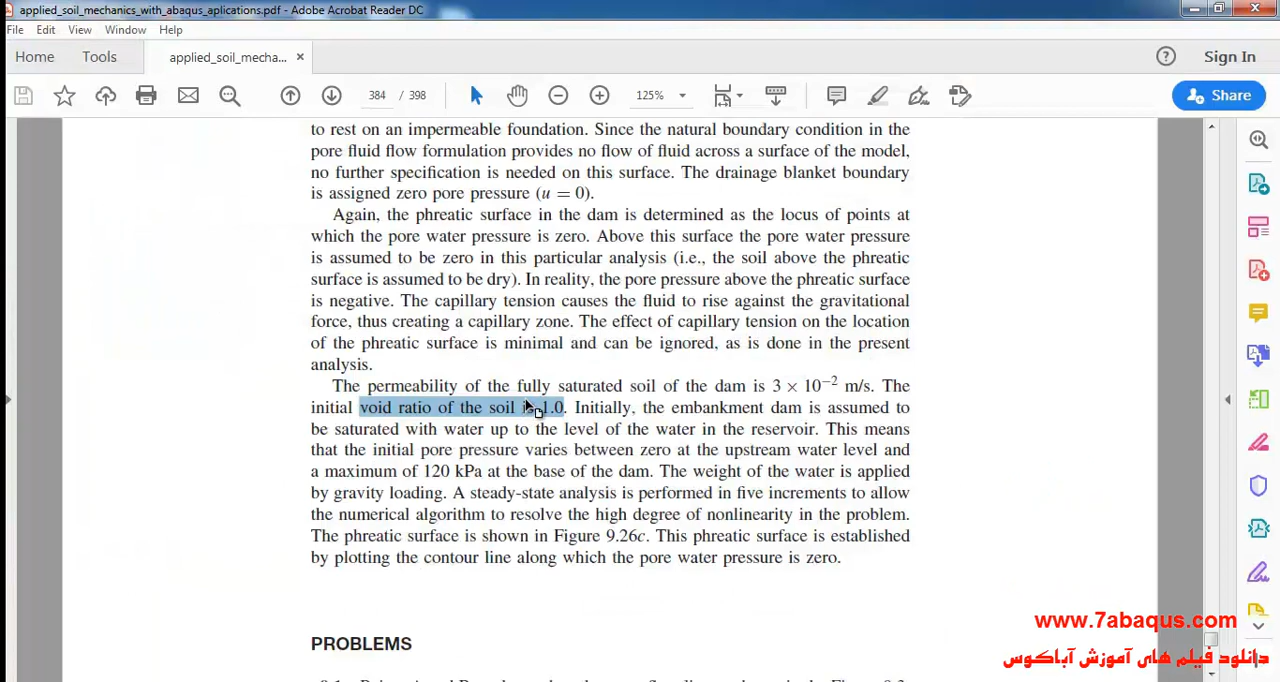 applied_soil_mechanics_with_abaqus_aplications.pdf - Adobe Acrobat Reader DC
File Edit View Window Help
Home Tools applied_soil_mecha... × Sign In
384 / 398 125% Share
to rest on an impermeable foundation. Since the natural boundary condition in the
pore fluid flow formulation provides no flow of fluid across a surface of the model,
no further specification is needed on this surface. The drainage blanket boundary
is assigned zero pore pressure (u = 0).
Again, the phreatic surface in the dam is determined as the locus of points at
which the pore water pressure is zero. Above this surface the pore water pressure
is assumed to be zero in this particular analysis (i.e., the soil above the phreatic
surface is assumed to be dry). In reality, the pore pressure above the phreatic surface
is negative. The capillary tension causes the fluid to rise against the gravitational
force, thus creating a capillary zone. The effect of capillary tension on the location
of the phreatic surface is minimal and can be ignored, as is done in the present
analysis.
The permeability of the fully saturated soil of the dam is 3 × 10⁻² m/s. The
initial void ratio of the soil is 1.0. Initially, the embankment dam is assumed to
be saturated with water up to the level of the water in the reservoir. This means
that the initial pore pressure varies between zero at the upstream water level and
a maximum of 120 kPa at the base of the dam. The weight of the water is applied
by gravity loading. A steady-state analysis is performed in five increments to allow
the numerical algorithm to resolve the high degree of nonlinearity in the problem.
The phreatic surface is shown in Figure 9.26c. This phreatic surface is established
by plotting the contour line along which the pore water pressure is zero.
www.7abaqus.com
PROBLEMS
دانلود فیلم های آموزش آباکوس